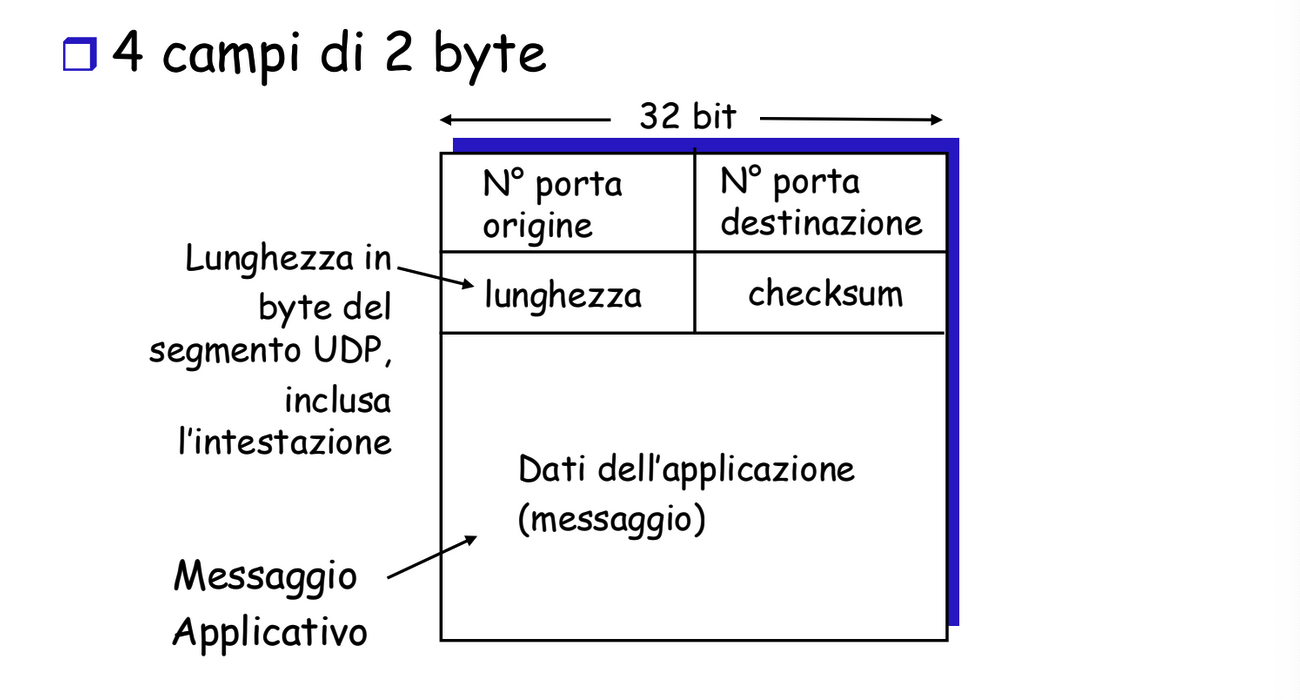 4 campi di 2 byte
32 bit
N° porta
origine
N° porta
destinazione
Lunghezza in
byte del
segmento UDP,
inclusa
l'intestazione
lunghezza
checksum
Dati dell'applicazione
(messaggio)
Messaggio
Applicativo